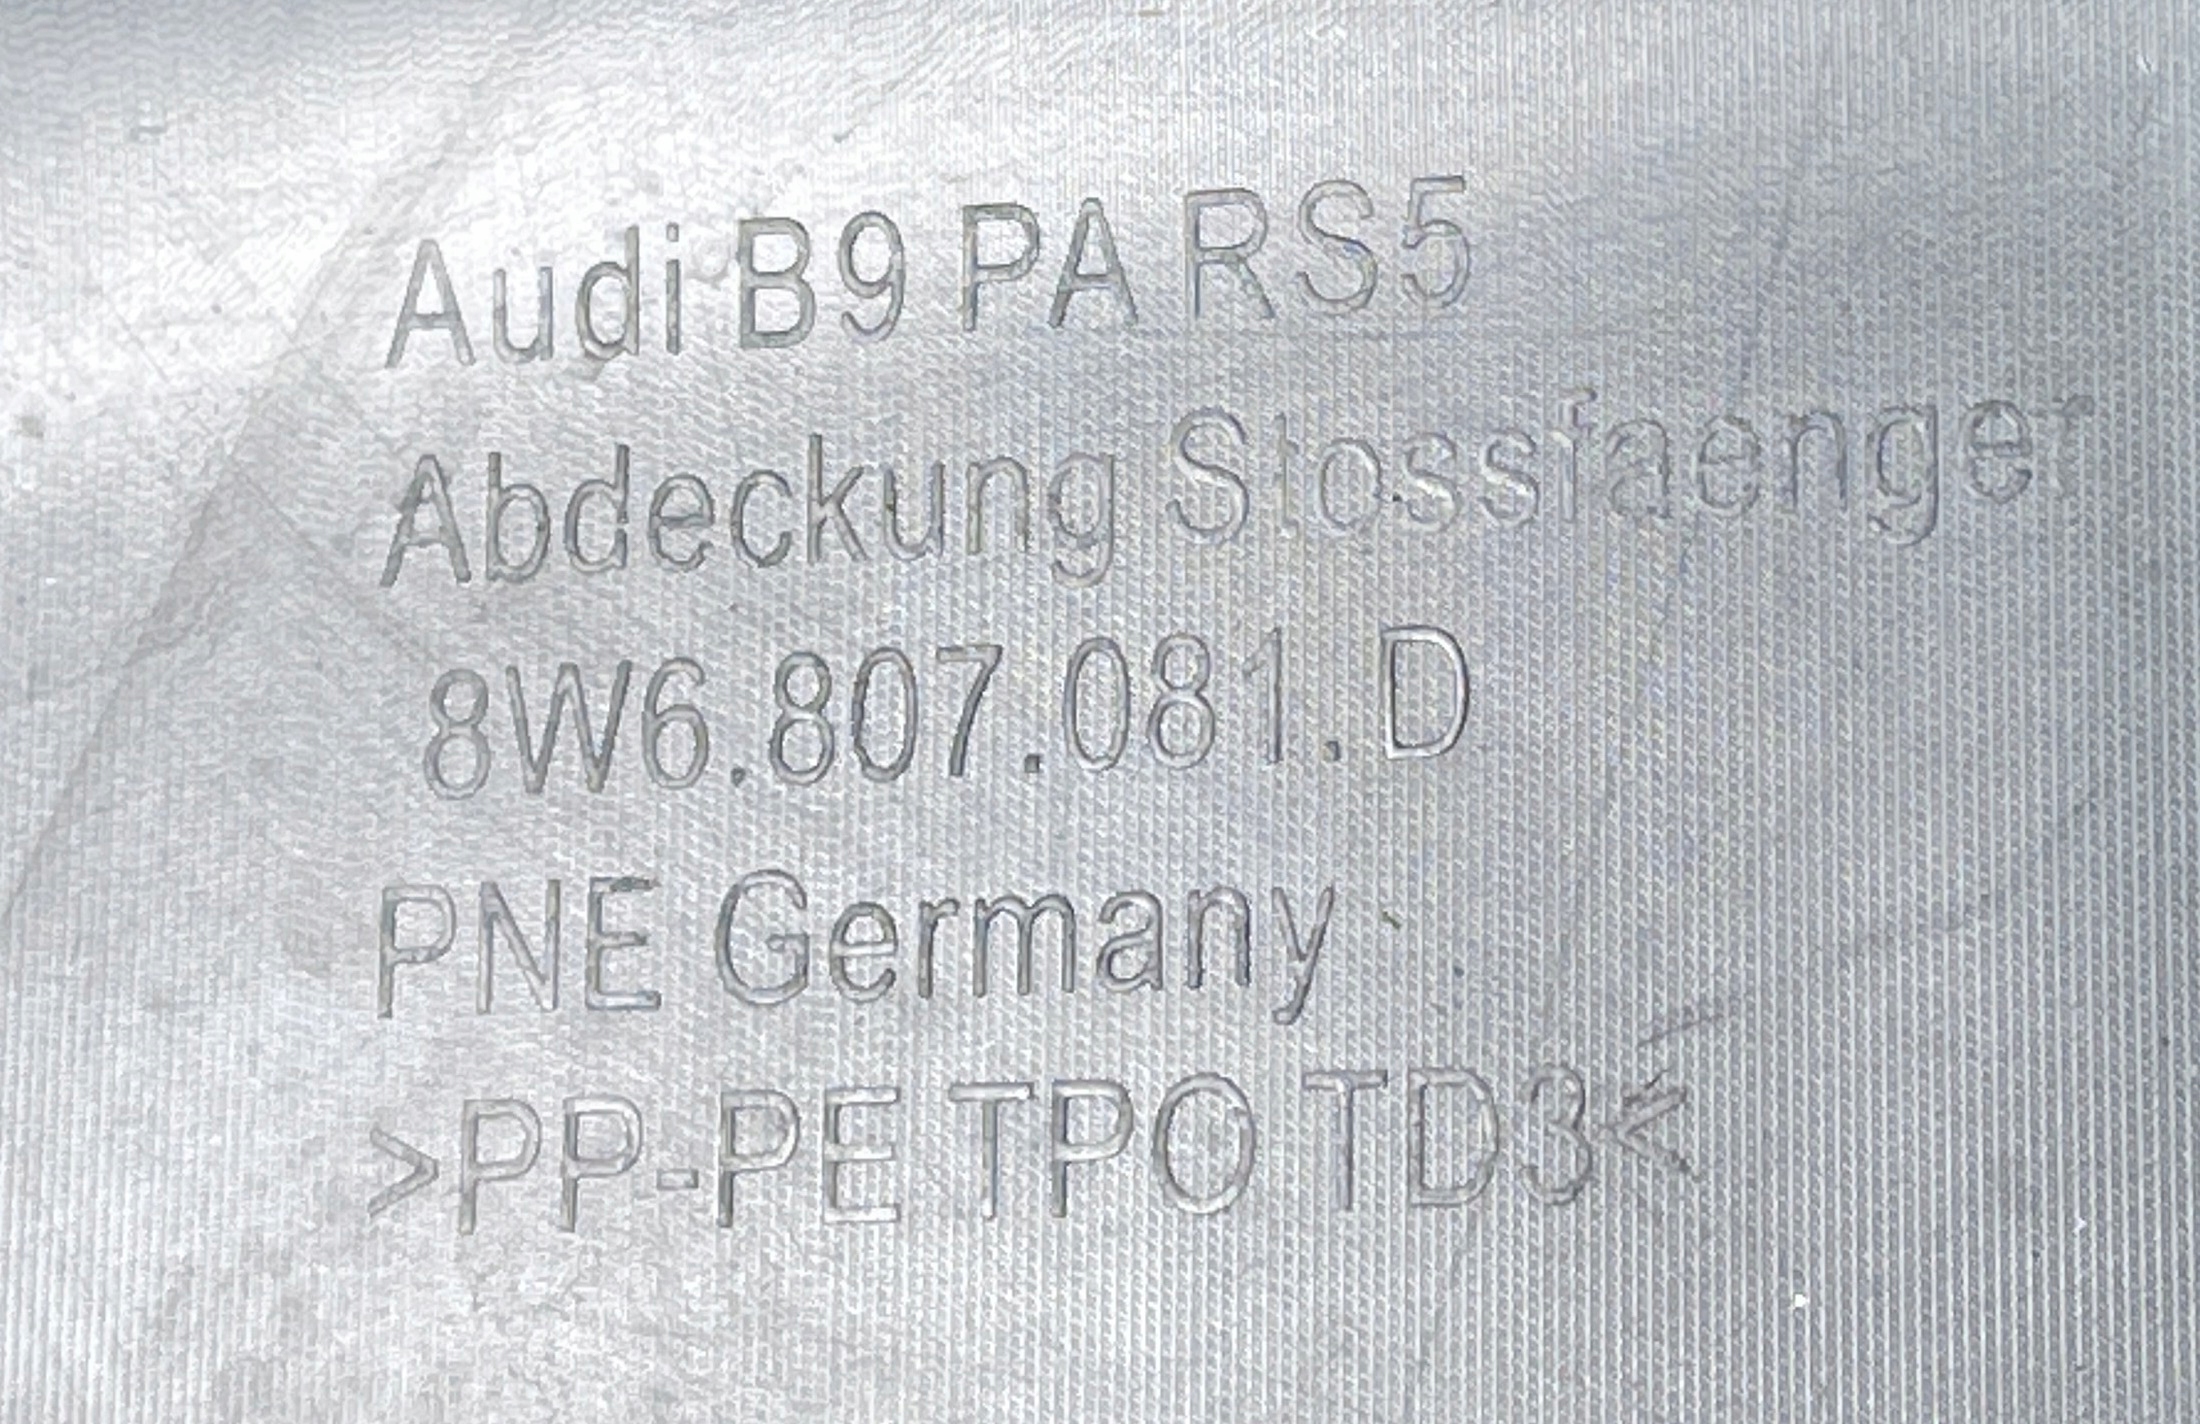 Audi B9 PA RS5
Abdeckung Stossfaenger
8W6.807.081.D
PNE Germany
>PP-PE TPO TD3<